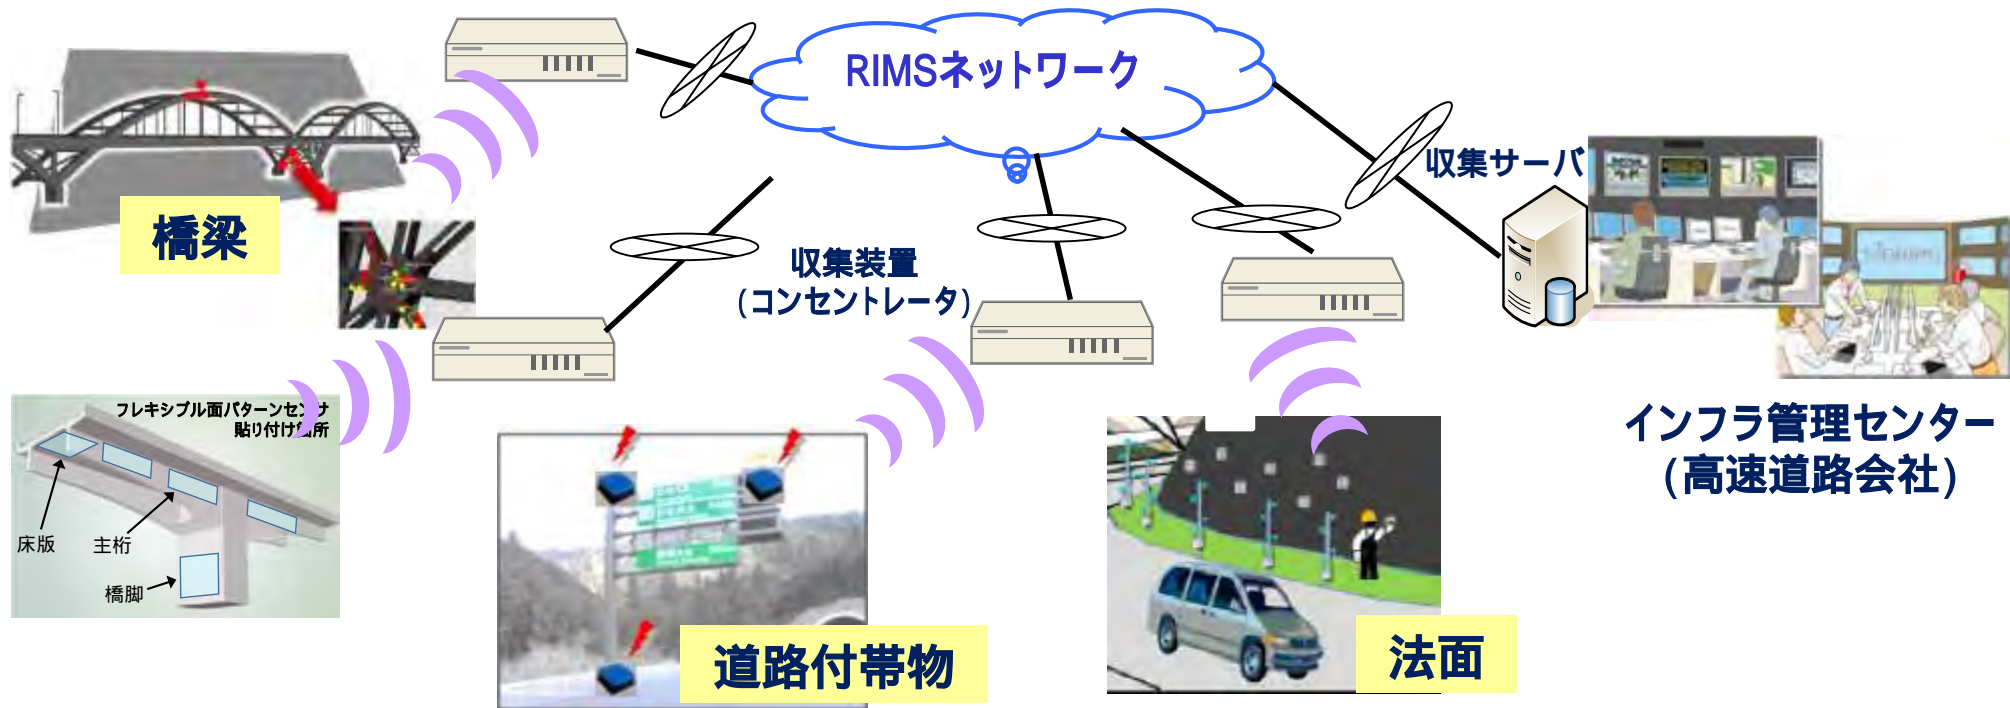 RIMSネットワーク
収集サーバ
橋梁
収集装置
(コンセントレータ)
フレキシブル面パターンセンサ
貼り付け箇所
床版
主桁
橋脚
インフラ管理センター
(高速道路会社)
道路付帯物
法面